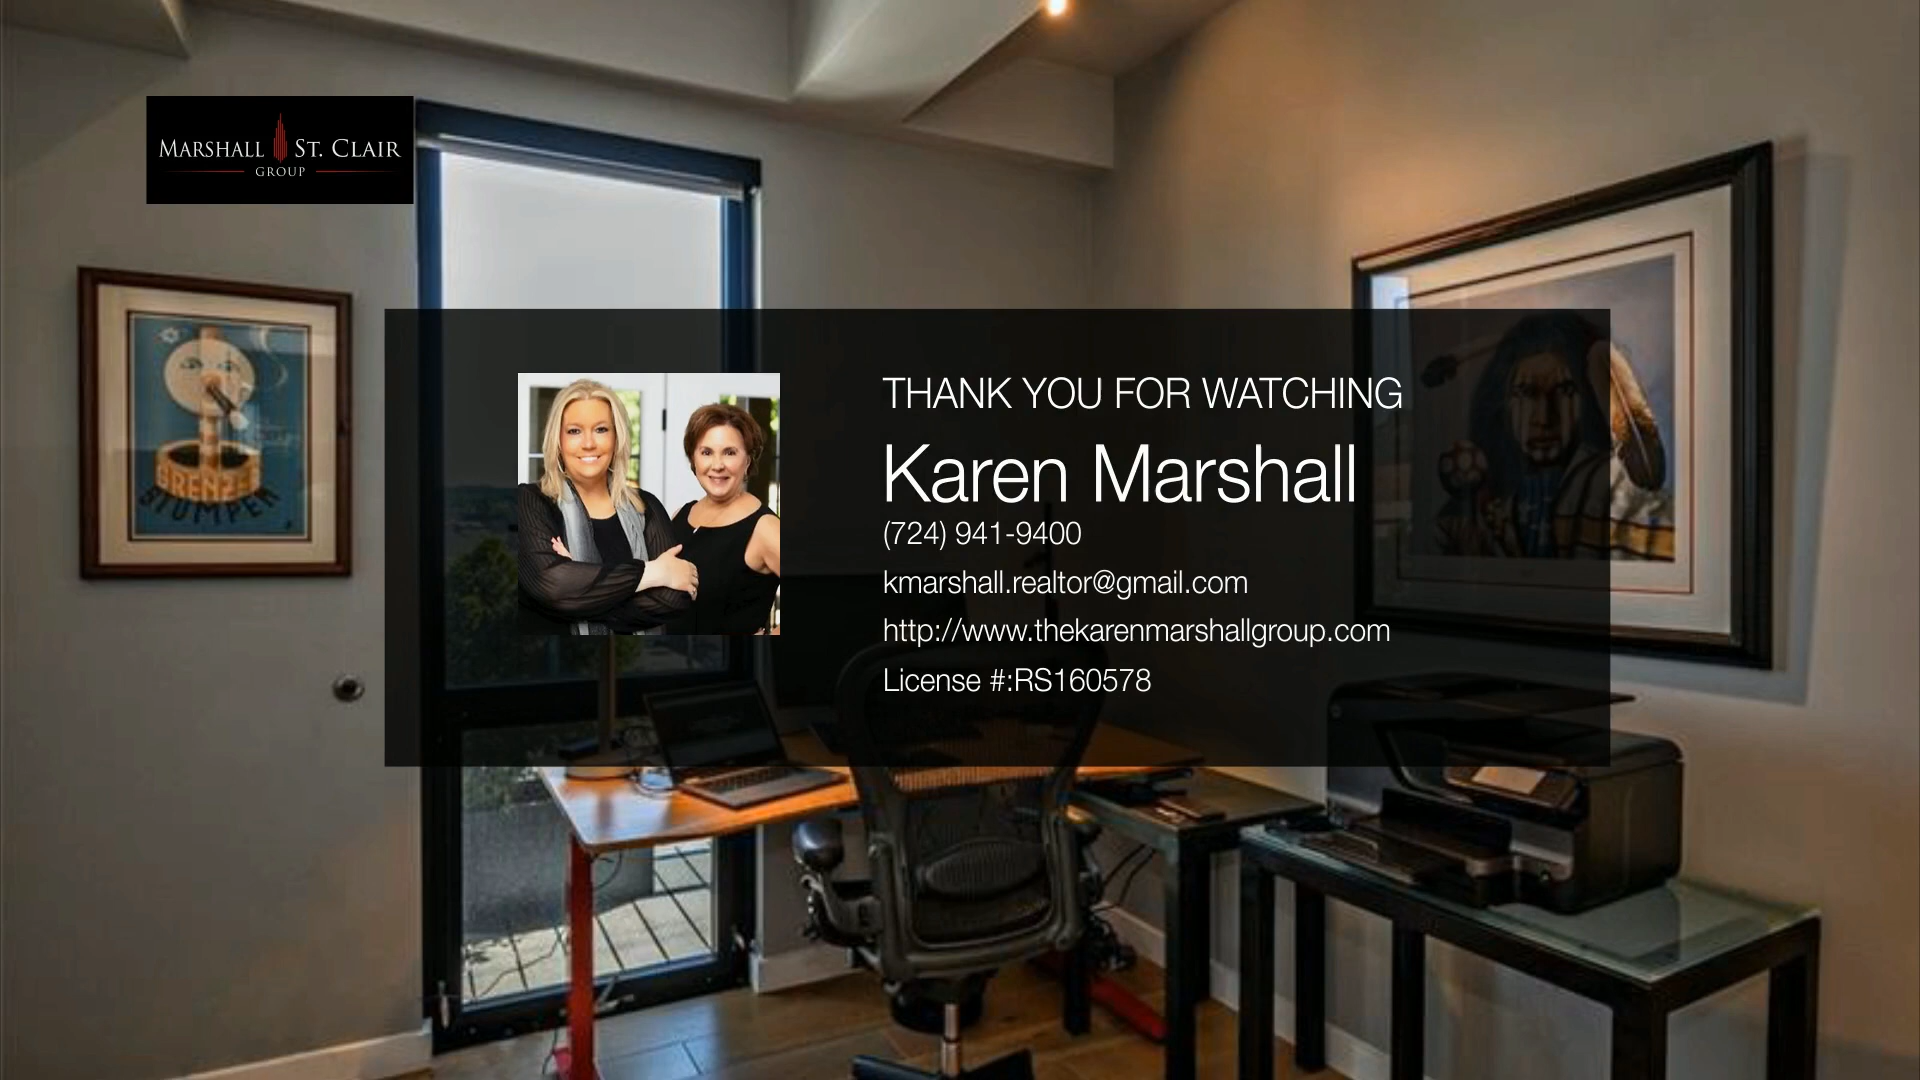 MARSHALL ST. CLAIR
GROUP
GRENZE
STUMPER
THANK YOU FOR WATCHING
Karen Marshall
(724) 941-9400
kmarshall.realtor@gmail.com
http://www.thekarenmarshallgroup.com
License #:RS160578